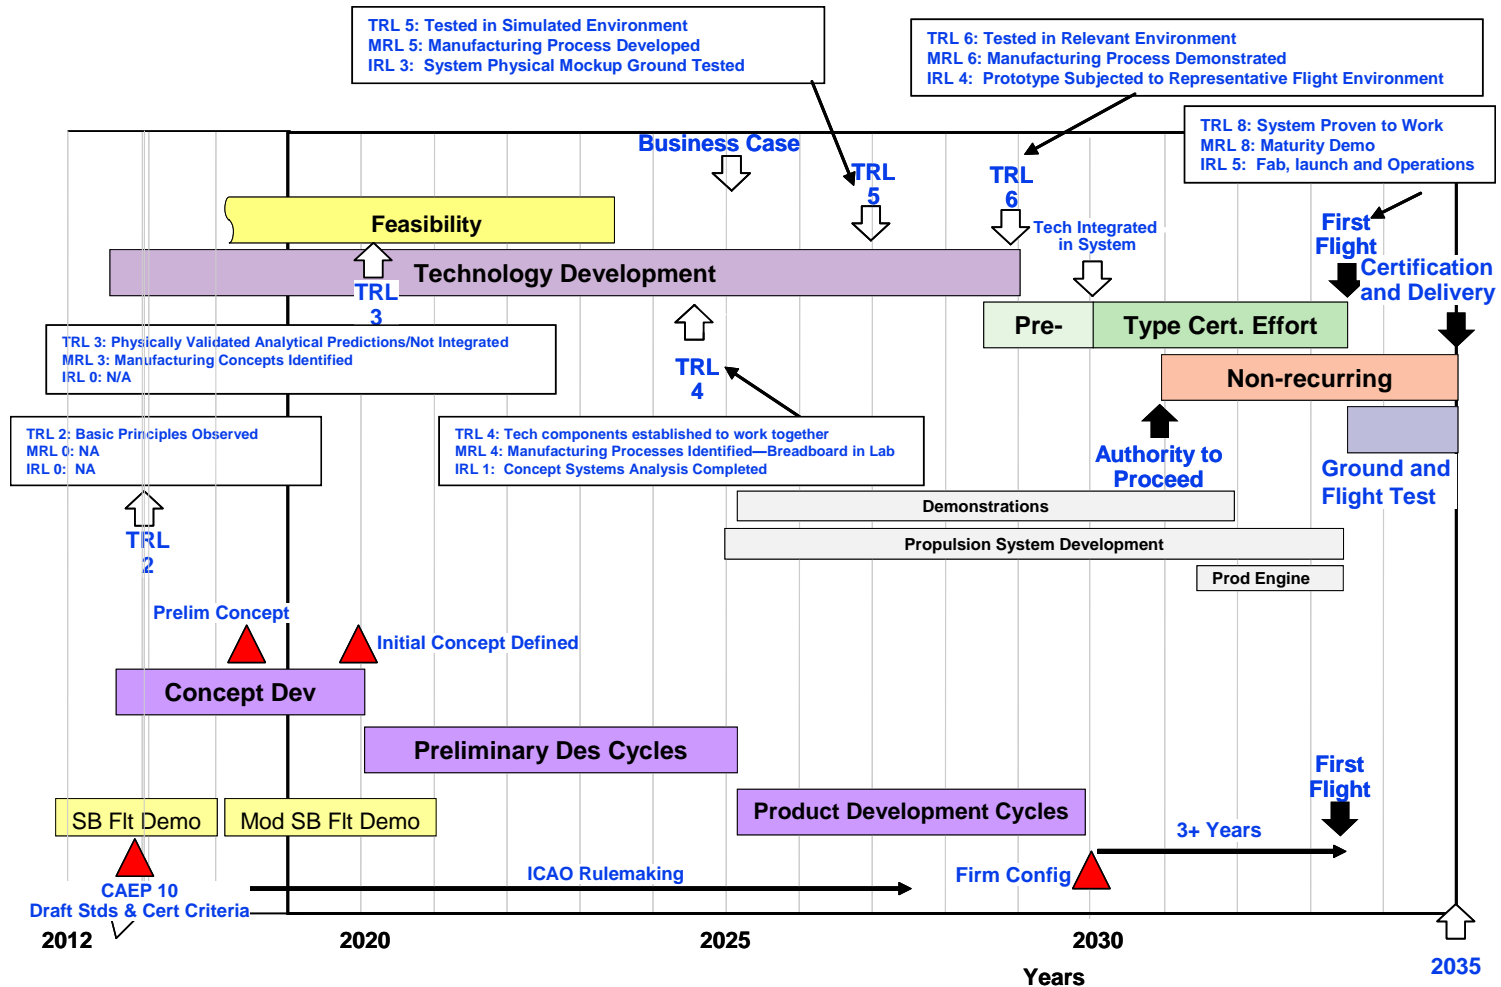 TRL 5: Tested in Simulated Environment
MRL 5: Manufacturing Process Developed
IRL 3: System Physical Mockup Ground Tested
TRL 6: Tested in Relevant Environment
MRL 6: Manufacturing Process Demonstrated
IRL 4: Prototype Subjected to Representative Flight Environment
TRL 8: System Proven to Work
MRL 8: Maturity Demo
IRL 5: Fab, launch and Operations
Business Case
TRL
5
TRL
6
Tech Integrated
in System
First
Flight
Certification
and Delivery
Feasibility
Technology Development
TRL
3
Pre-
Type Cert. Effort
TRL 3: Physically Validated Analytical Predictions/Not Integrated
MRL 3: Manufacturing Concepts Identified
IRL 0: N/A
TRL
4
Non-recurring
TRL 2: Basic Principles Observed
MRL 0: NA
IRL 0: NA
TRL 4: Tech components established to work together
MRL 4: Manufacturing Processes Identified—Breadboard in Lab
IRL 1: Concept Systems Analysis Completed
Authority to
Proceed
Ground and
Flight Test
TRL
2
Demonstrations
Propulsion System Development
Prod Engine
Prelim Concept
Initial Concept Defined
Concept Dev
Preliminary Des Cycles
First
Flight
SB Flt Demo
Mod SB Flt Demo
Product Development Cycles
3+ Years
ICAO Rulemaking
Firm Config
CAEP 10
Draft Stds & Cert Criteria
2012
2020
2025
2030
2035
Years